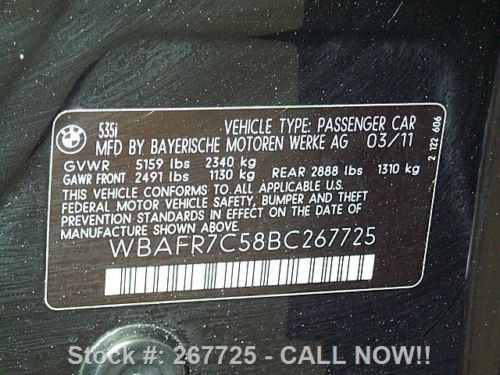 BMW
535i VEHICLE TYPE: PASSENGER CAR
MFD BY BAYERISCHE MOTOREN WERKE AG 03/11
GVWR 5159 lbs 2340 kg
GAWR FRONT 2491 lbs 1130 kg REAR 2888 lbs 1310 kg
THIS VEHICLE CONFORMS TO ALL APPLICABLE U.S.
FEDERAL MOTOR VEHICLE SAFETY, BUMPER AND THEFT
PREVENTION STANDARDS IN EFFECT ON THE DATE OF
MANUFACTURE SHOWN ABOVE.
WBAFR7C58BC267725
2 122 606
Stock #: 267725 - CALL NOW!!